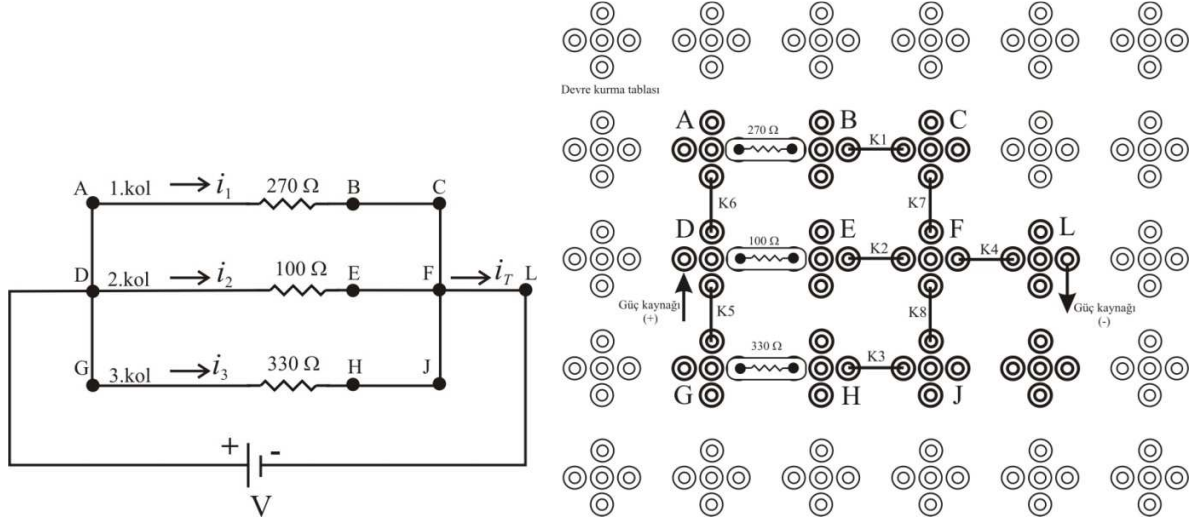 A 1.kol i₁ 270 Ω B C
D 2.kol i₂ 100 Ω E F i_T L
G 3.kol i₃ 330 Ω H J
+ -
V
Devre kurma tablası
A 270 Ω B K1 C
K6 K7
D 100 Ω E K2 F K4 L
Güç kaynağı
(+)
K5 K8
Güç kaynağı
(-)
330 Ω K3
G H J